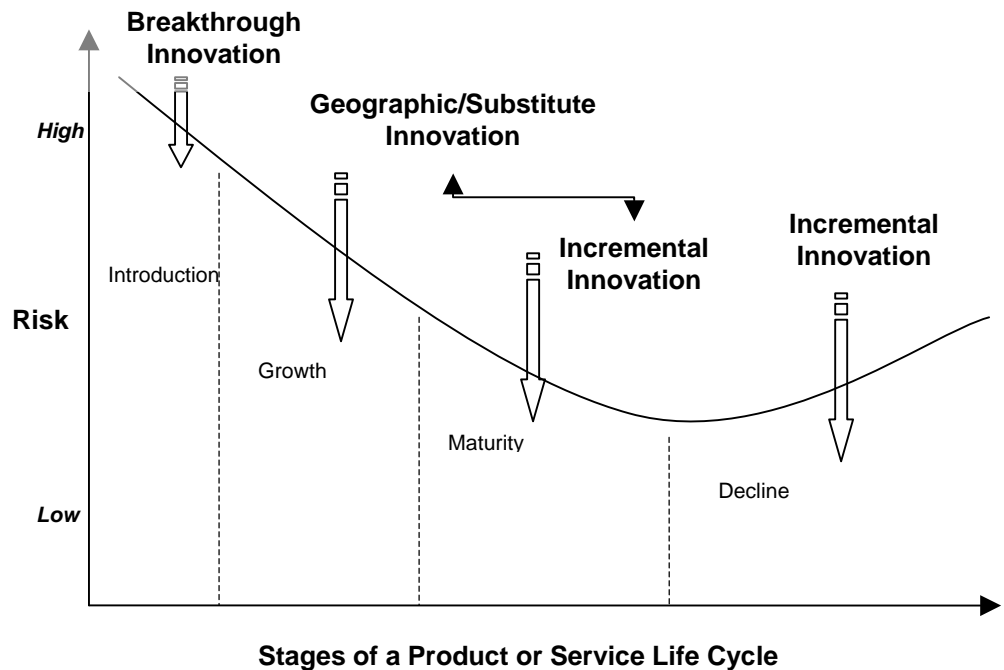 Breakthrough
Innovation
Geographic/Substitute
Innovation
High
Incremental
Innovation
Incremental
Innovation
Introduction
Risk
Growth
Maturity
Decline
Low
Stages of a Product or Service Life Cycle